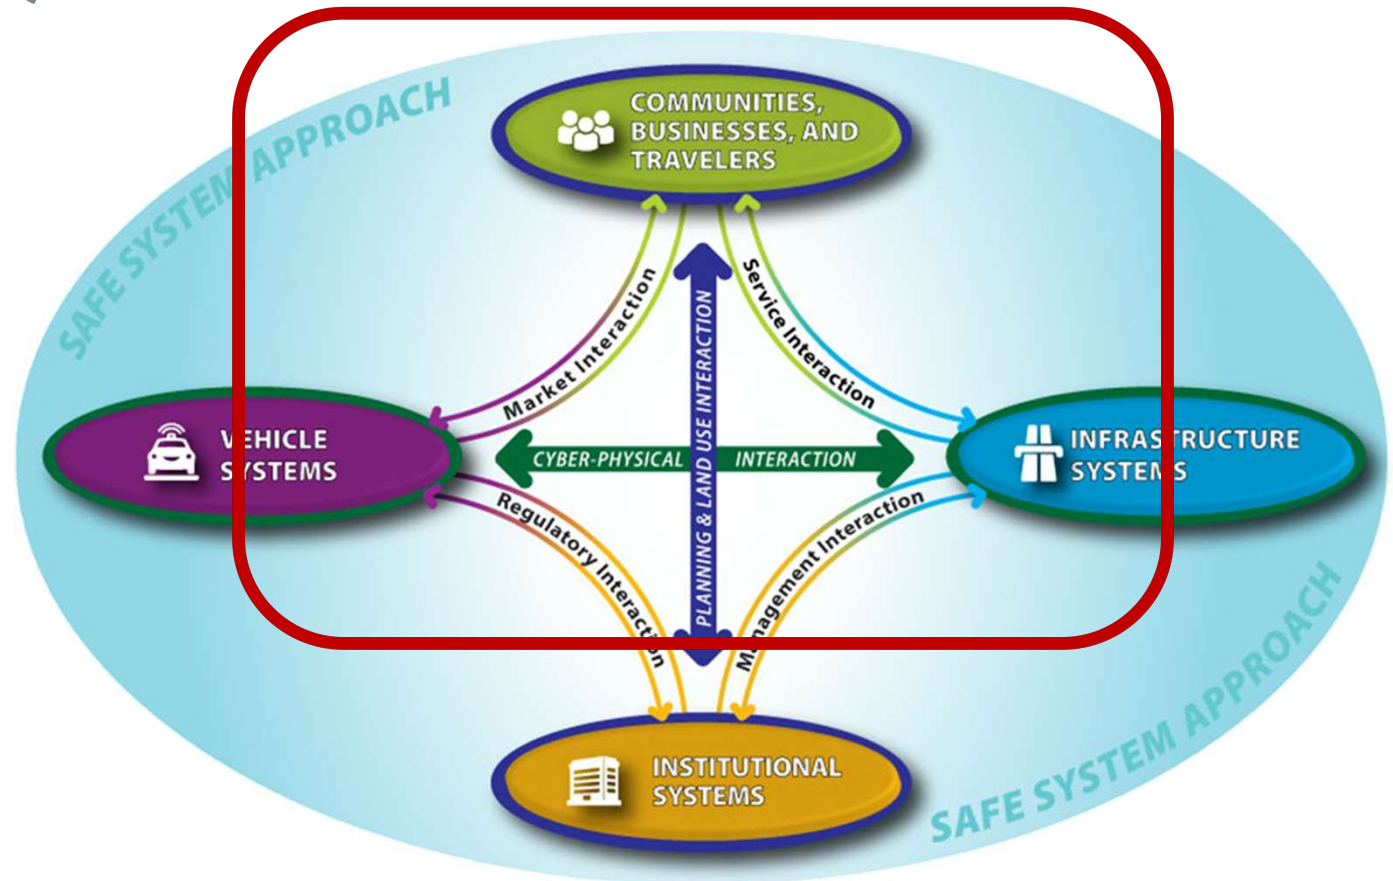 SAFE SYSTEM APPROACH
COMMUNITIES,
BUSINESSES, AND
TRAVELERS
Market Interaction
Service Interaction
PLANNING & LAND USE INTERACTION
VEHICLE
SYSTEMS
CYBER-PHYSICAL INTERACTION
INFRASTRUCTURE
SYSTEMS
Regulatory Interaction
Management Interaction
INSTITUTIONAL
SYSTEMS
SAFE SYSTEM APPROACH